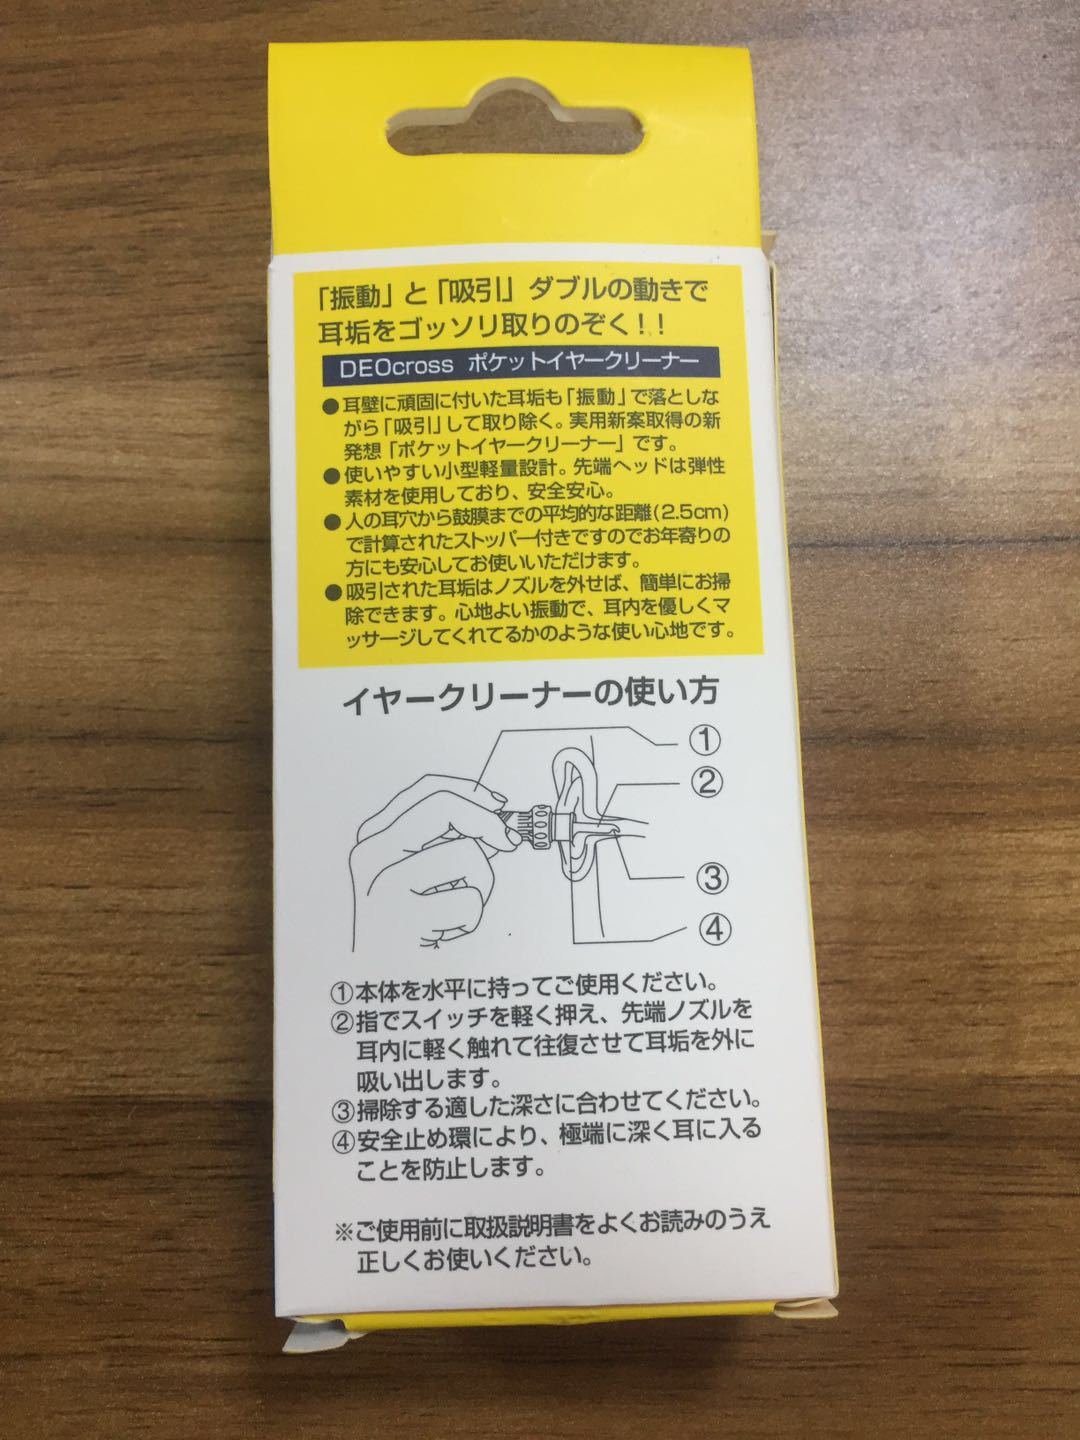 「振動」と「吸引」ダブルの動きで
耳垢をゴッソリ取りのぞく!!
DEOcross ポケットイヤークリーナー
●耳壁に頑固に付いた耳垢も「振動」で落としな
がら「吸引」して取り除く。実用新案取得の新
発想「ポケットイヤークリーナー」です。
●使いやすい小型軽量設計。先端ヘッドは弾性
素材を使用しており、安全安心。
●人の耳穴から鼓膜までの平均的な距離(2.5cm)
で計算されたストッパー付きですのでお年寄りの
方にも安心してお使いいただけます。
●吸引された耳垢はノズルを外せば、簡単にお掃
除できます。心地よい振動で、耳内を優しくマ
ッサージしてくれてるかのような使い心地です。
イヤークリーナーの使い方
①
②
③
④
①本体を水平に持ってご使用ください。
②指でスイッチを軽く押え、先端ノズルを
耳内に軽く触れて往復させて耳垢を外に
吸い出します。
③掃除する適した深さに合わせてください。
④安全止め環により、極端に深く耳に入る
ことを防止します。
※ご使用前に取扱説明書をよくお読みのうえ
正しくお使いください。